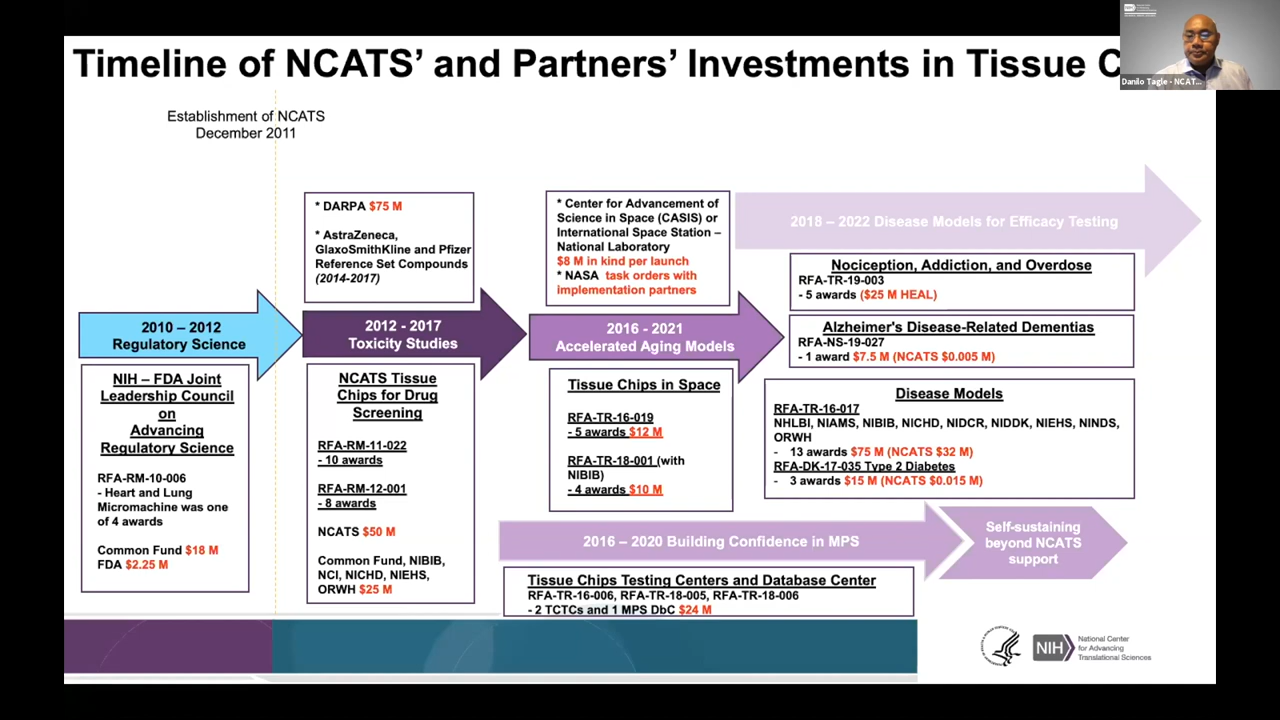 Timeline of NCATS' and Partners' Investments in Tissue C
Danilo Tagle - NCAT...
Establishment of NCATS
December 2011
2010 – 2012
Regulatory Science
NIH – FDA Joint
Leadership Council
on
Advancing
Regulatory Science
RFA-RM-10-006
- Heart and Lung
Micromachine was one
of 4 awards
Common Fund $18 M
FDA $2.25 M
* DARPA $75 M
* AstraZeneca,
GlaxoSmithKline and Pfizer
Reference Set Compounds
(2014-2017)
2012 - 2017
Toxicity Studies
NCATS Tissue
Chips for Drug
Screening
RFA-RM-11-022
- 10 awards
RFA-RM-12-001
- 8 awards
NCATS $50 M
Common Fund, NIBIB,
NCI, NICHD, NIEHS,
ORWH $25 M
* Center for Advancement of
Science in Space (CASIS) or
International Space Station –
National Laboratory
$8 M in kind per launch
* NASA task orders with
implementation partners
2016 - 2021
Accelerated Aging Models
Tissue Chips in Space
RFA-TR-16-019
- 5 awards $12 M
RFA-TR-18-001 (with
NIBIB)
- 4 awards $10 M
2018 – 2022 Disease Models for Efficacy Testing
Nociception, Addiction, and Overdose
RFA-TR-19-003
- 5 awards ($25 M HEAL)
Alzheimer's Disease-Related Dementias
RFA-NS-19-027
- 1 award $7.5 M (NCATS $0.005 M)
Disease Models
RFA-TR-16-017
NHLBI, NIAMS, NIBIB, NICHD, NIDCR, NIDDK, NIEHS, NINDS,
ORWH
- 13 awards $75 M (NCATS $32 M)
RFA-DK-17-035 Type 2 Diabetes
- 3 awards $15 M (NCATS $0.015 M)
2016 – 2020 Building Confidence in MPS
Self-sustaining
beyond NCATS
support
Tissue Chips Testing Centers and Database Center
RFA-TR-16-006, RFA-TR-18-005, RFA-TR-18-006
- 2 TCTCs and 1 MPS DbC $24 M
NIH
National Center
for Advancing
Translational Sciences